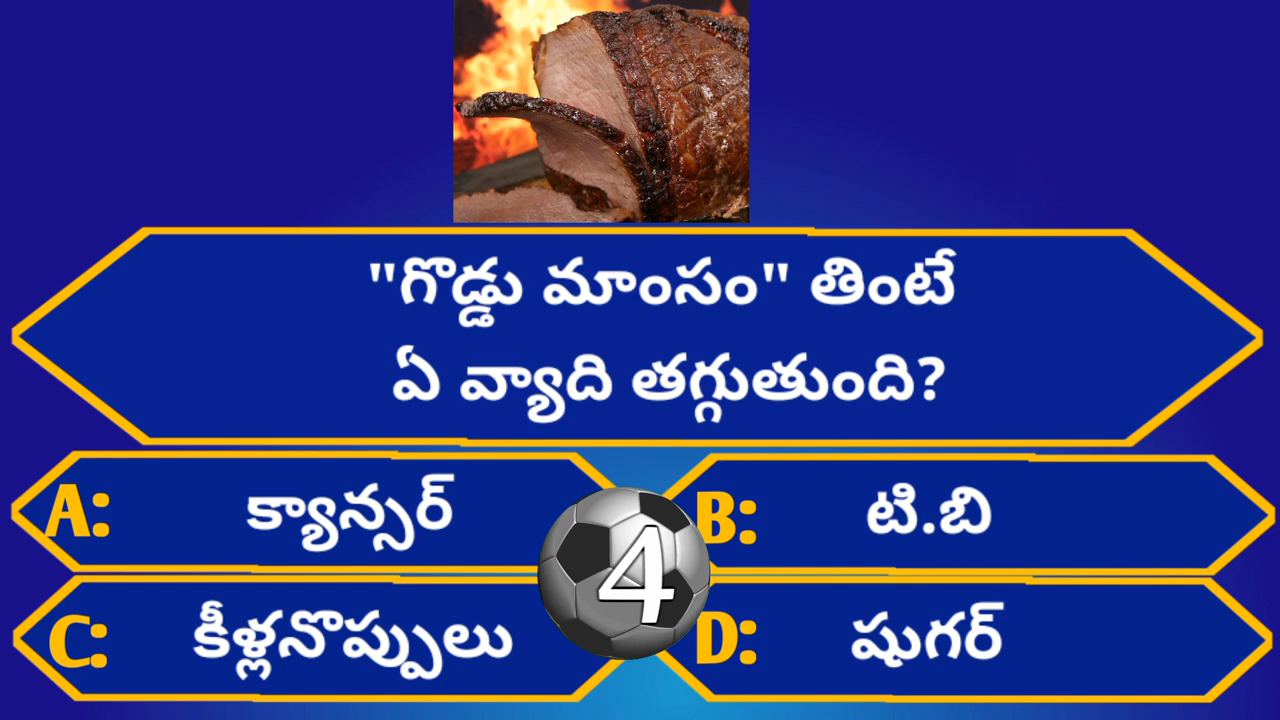 "గొడ్డు మాంసం" తింటే
ఏ వ్యాది తగ్గుతుంది?
A: క్యాన్సర్
B: టి.బి
4
C: కీళ్లనొప్పులు
D: షుగర్